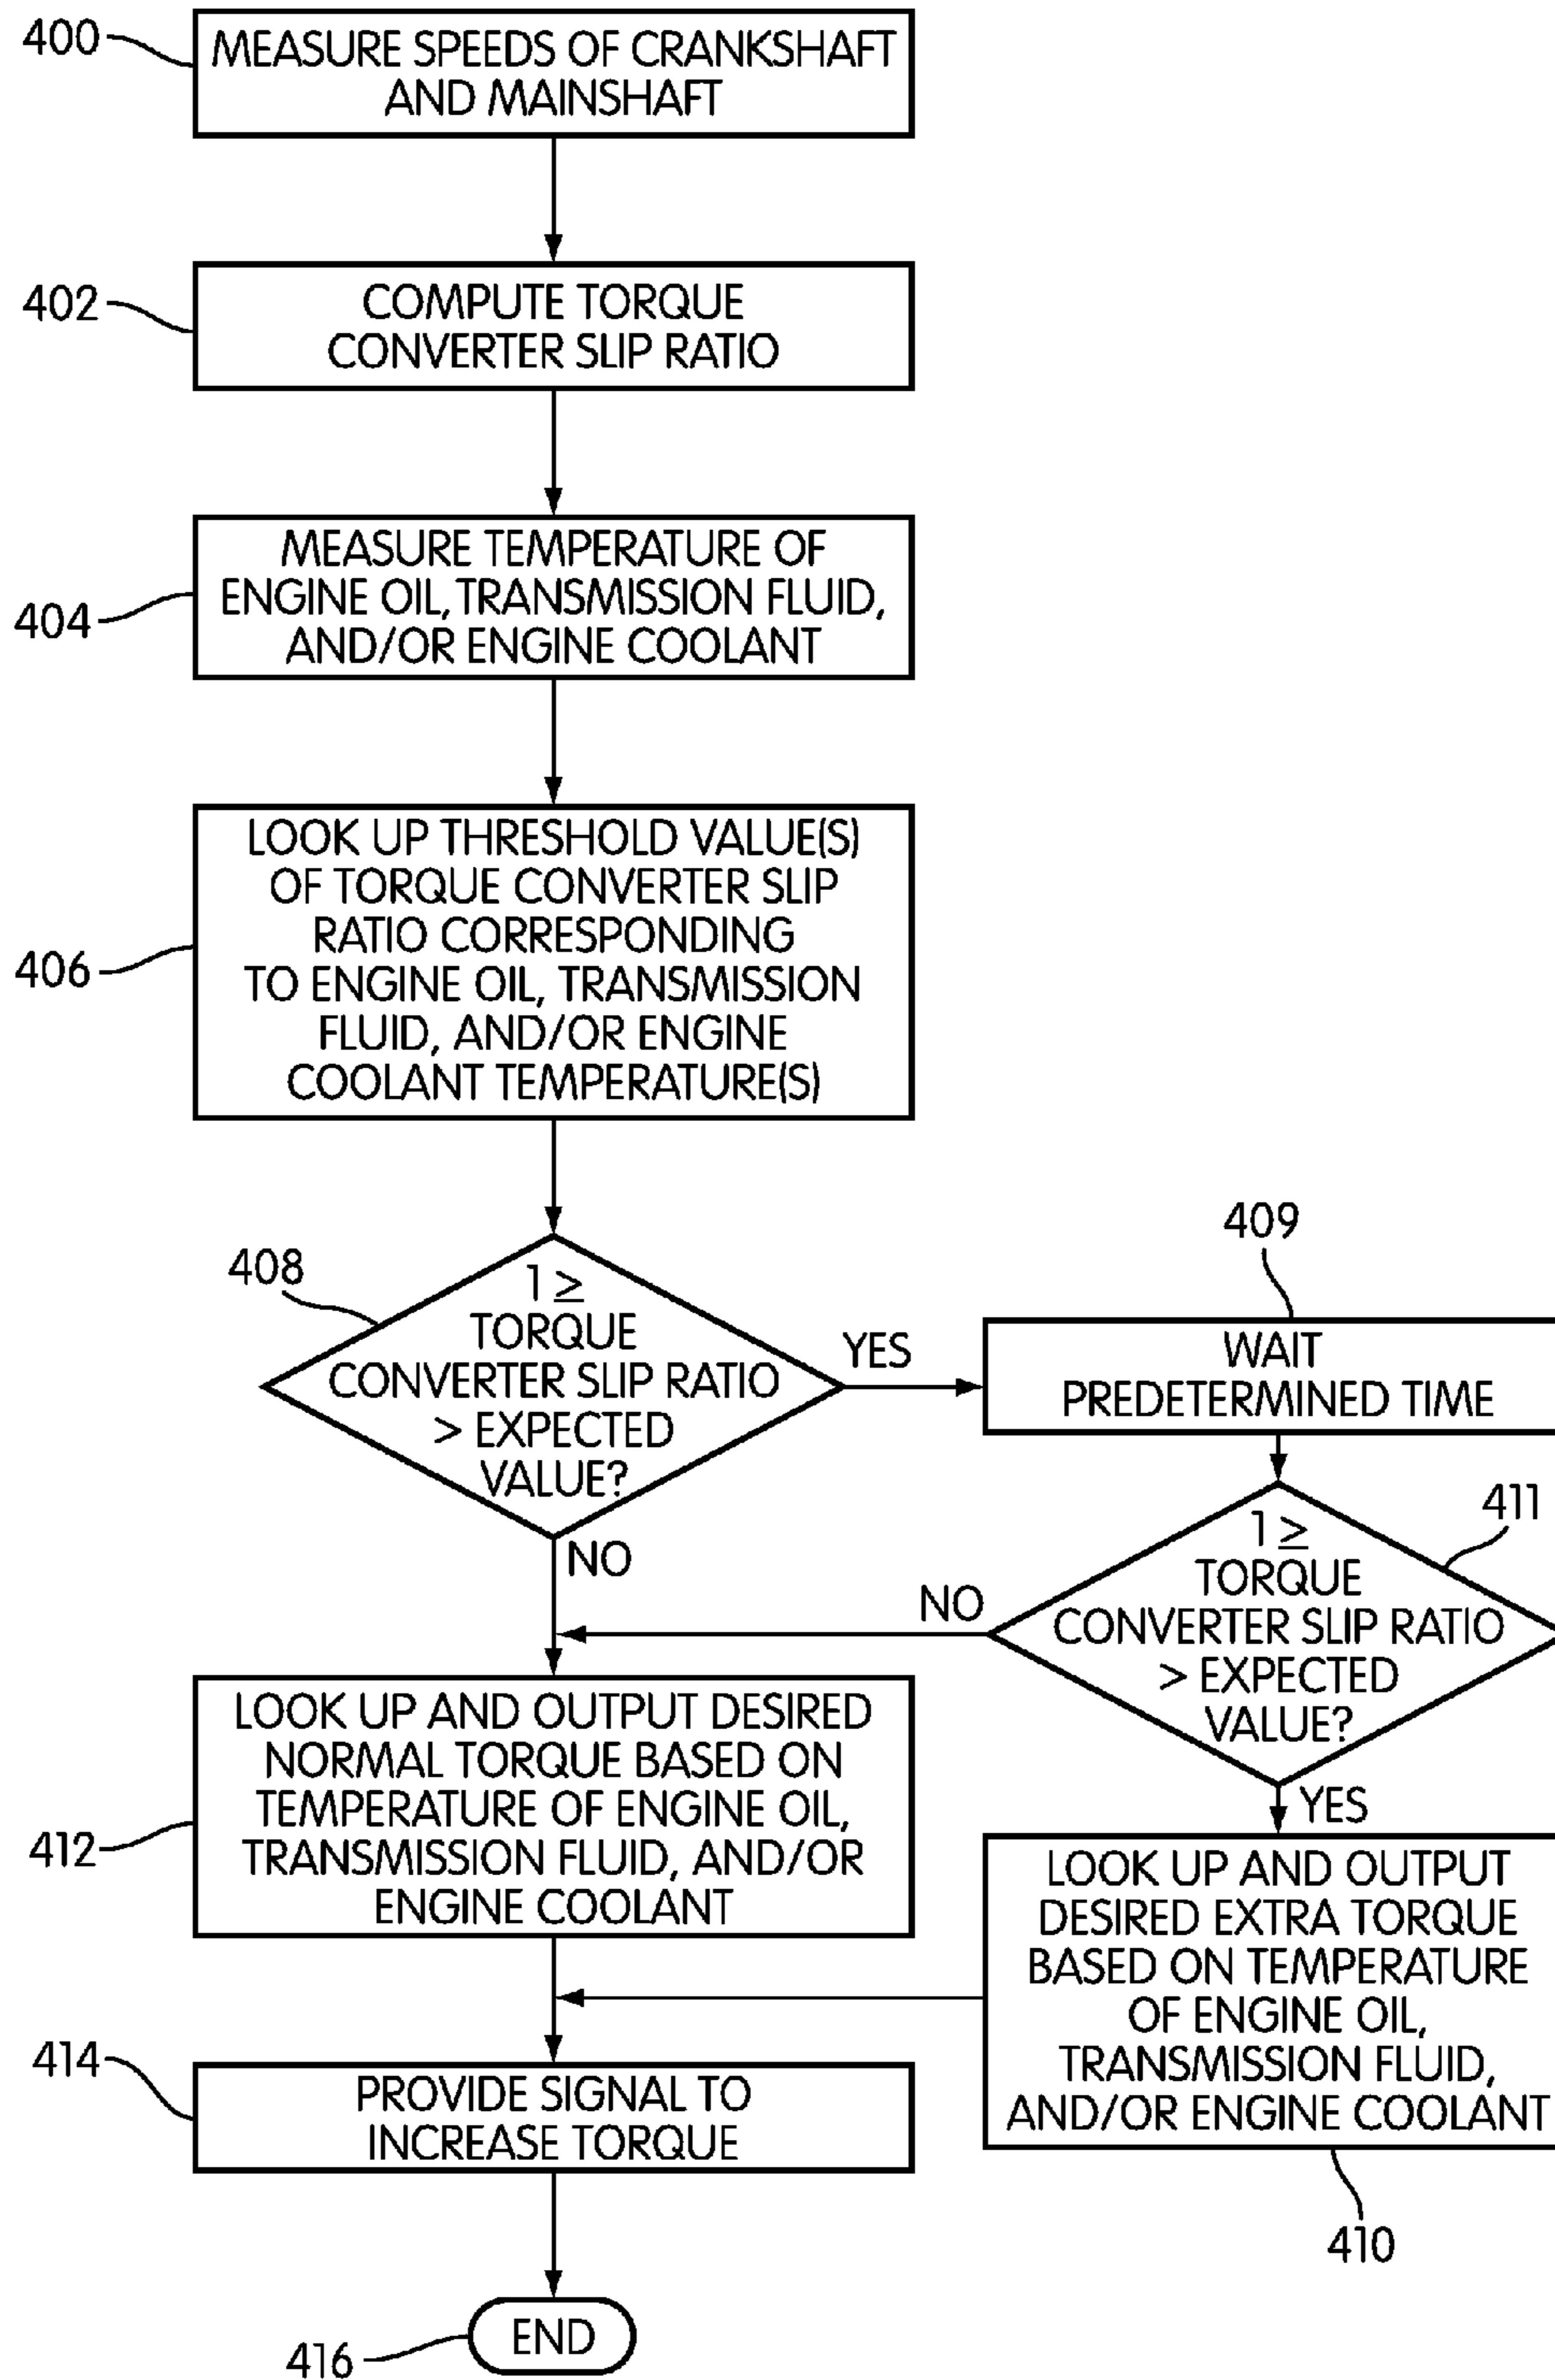 400
MEASURE SPEEDS OF CRANKSHAFT
AND MAINSHAFT
402
COMPUTE TORQUE
CONVERTER SLIP RATIO
404
MEASURE TEMPERATURE OF
ENGINE OIL, TRANSMISSION FLUID,
AND/OR ENGINE COOLANT
406
LOOK UP THRESHOLD VALUE(S)
OF TORQUE CONVERTER SLIP
RATIO CORRESPONDING
TO ENGINE OIL, TRANSMISSION
FLUID, AND/OR ENGINE
COOLANT TEMPERATURE(S)
408
1 ≥
TORQUE
CONVERTER SLIP RATIO
> EXPECTED
VALUE?
YES
NO
409
WAIT
PREDETERMINED TIME
411
1 ≥
TORQUE
CONVERTER SLIP RATIO
> EXPECTED
VALUE?
NO
YES
412
LOOK UP AND OUTPUT DESIRED
NORMAL TORQUE BASED ON
TEMPERATURE OF ENGINE OIL,
TRANSMISSION FLUID, AND/OR
ENGINE COOLANT
LOOK UP AND OUTPUT
DESIRED EXTRA TORQUE
BASED ON TEMPERATURE
OF ENGINE OIL,
TRANSMISSION FLUID,
AND/OR ENGINE COOLANT
410
414
PROVIDE SIGNAL TO
INCREASE TORQUE
END
416